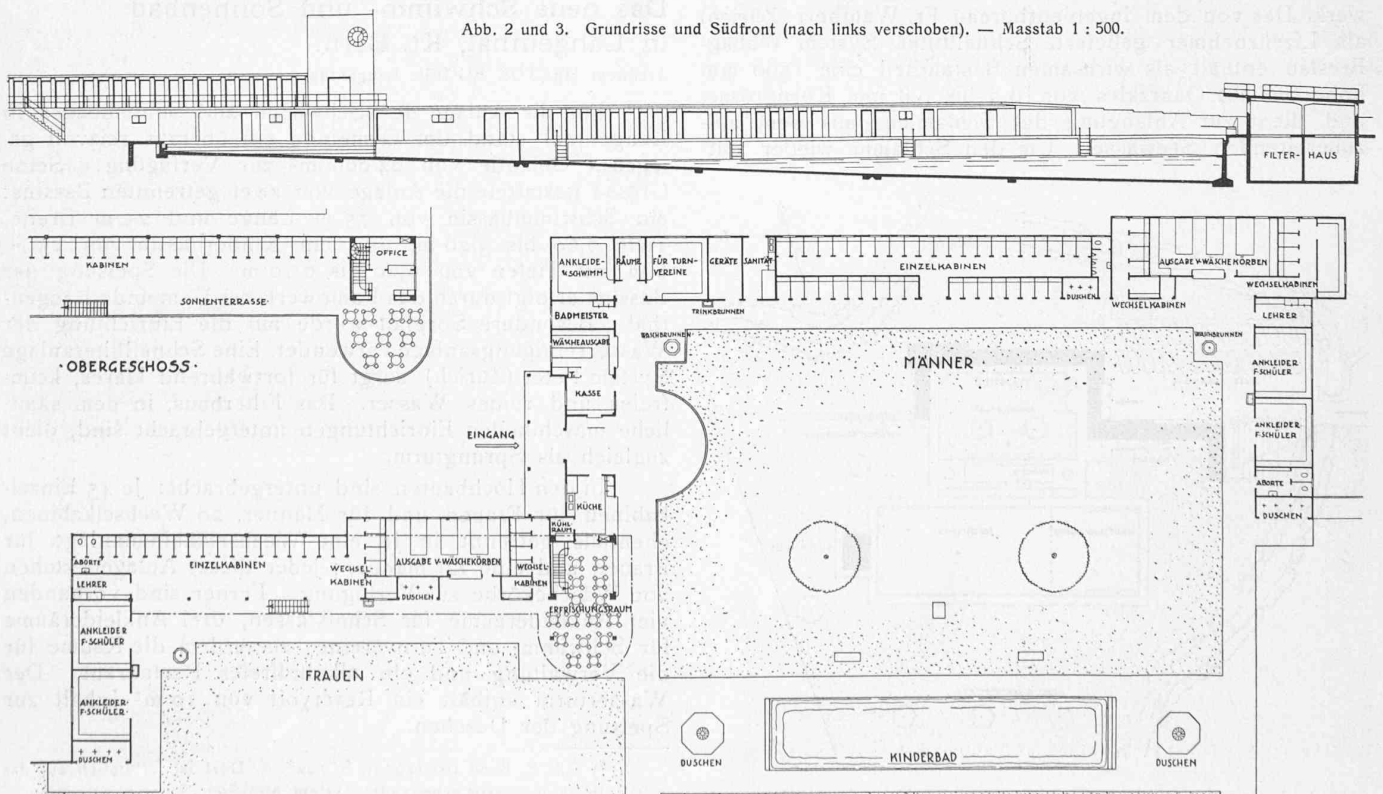 Abb. 2 und 3. Grundrisse und Südfront (nach links verschoben). — Masstab 1 : 500.
FILTER-HAUS
KABINEN
OFFICE
SONNENTERRASSE
OBERGESCHOSS.
ANKLEIDE- RÄUME FÜR TURN-
U. SCHWIMM- VEREINE
GERÄTE
SANITÄT
EINZELKABINEN
DUSCHEN
AUSGABE V. WÄSCHEKÖRBEN
WECHSELKABINEN
WECHSELKABINEN
LEHRER
BADMEISTER
TRINKBRUNNEN
WÄSCHEAUSGABE
KASSE
EINGANG
MÄNNER
ANKLEIDER
F. SCHÜLER
ANKLEIDER
F. SCHÜLER
ABORTE
DUSCHEN
KÜCHE
KÜHL
RAUM
ABORTE
EINZELKABINEN
WECHSEL-
KABINEN
AUSGABE V. WÄSCHEKÖRBEN
WECHSEL-
KABINEN
DUSCHEN
ERFRISCHUNGSRAUM
LEHRER
ANKLEIDER
F. SCHÜLER
ANKLEIDER
F. SCHÜLER
DUSCHEN
FRAUEN
DUSCHEN
KINDERBAD
DUSCHEN